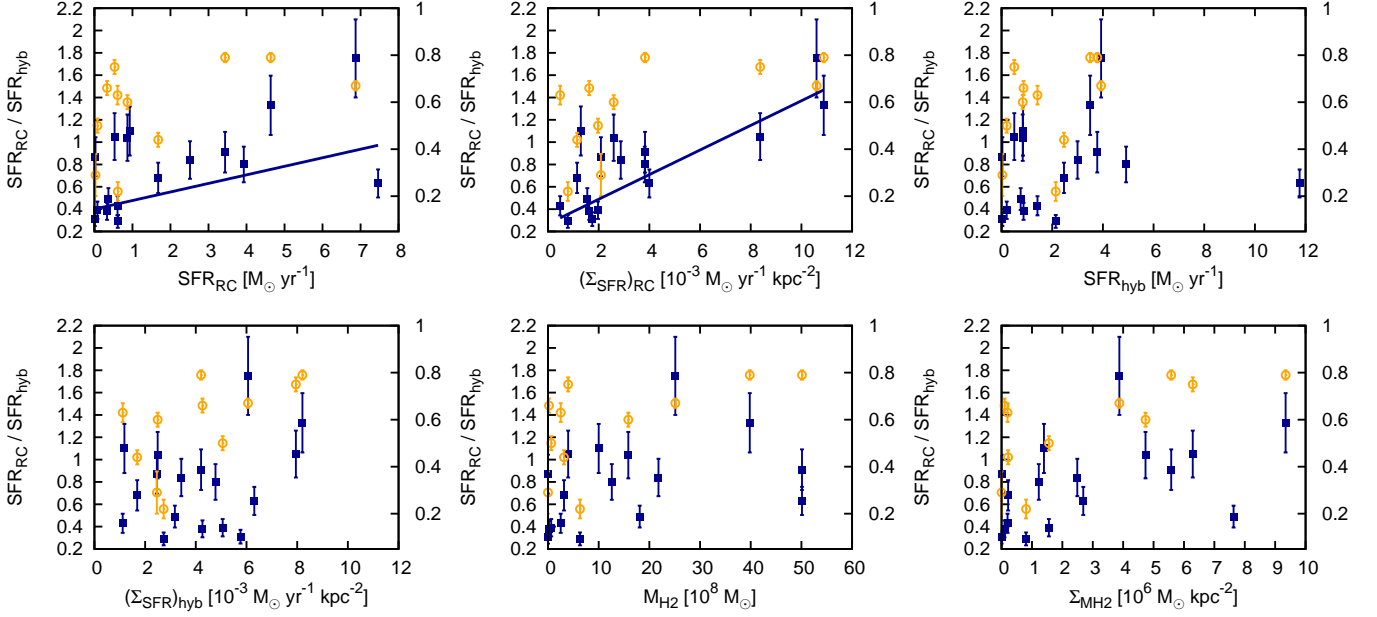 2.2 2 1.8 1.6 1.4 1.2 1 0.8 0.6 0.4 0.2
SFR_RC / SFR_hyb
1 0.8 0.6 0.4 0.2
0 1 2 3 4 5 6 7 8
SFR_RC [M_☉ yr^-1]
2.2 2 1.8 1.6 1.4 1.2 1 0.8 0.6 0.4 0.2
SFR_RC / SFR_hyb
1 0.8 0.6 0.4 0.2
0 2 4 6 8 10 12
(Σ_SFR)_RC [10^-3 M_☉ yr^-1 kpc^-2]
2.2 2 1.8 1.6 1.4 1.2 1 0.8 0.6 0.4 0.2
SFR_RC / SFR_hyb
1 0.8 0.6 0.4 0.2
0 2 4 6 8 10 12
SFR_hyb [M_☉ yr^-1]
2.2 2 1.8 1.6 1.4 1.2 1 0.8 0.6 0.4 0.2
SFR_RC / SFR_hyb
1 0.8 0.6 0.4 0.2
0 2 4 6 8 10 12
(Σ_SFR)_hyb [10^-3 M_☉ yr^-1 kpc^-2]
2.2 2 1.8 1.6 1.4 1.2 1 0.8 0.6 0.4 0.2
SFR_RC / SFR_hyb
1 0.8 0.6 0.4 0.2
0 10 20 30 40 50 60
M_H2 [10^8 M_☉]
2.2 2 1.8 1.6 1.4 1.2 1 0.8 0.6 0.4 0.2
SFR_RC / SFR_hyb
1 0.8 0.6 0.4 0.2
0 1 2 3 4 5 6 7 8 9 10
Σ_MH2 [10^6 M_☉ kpc^-2]